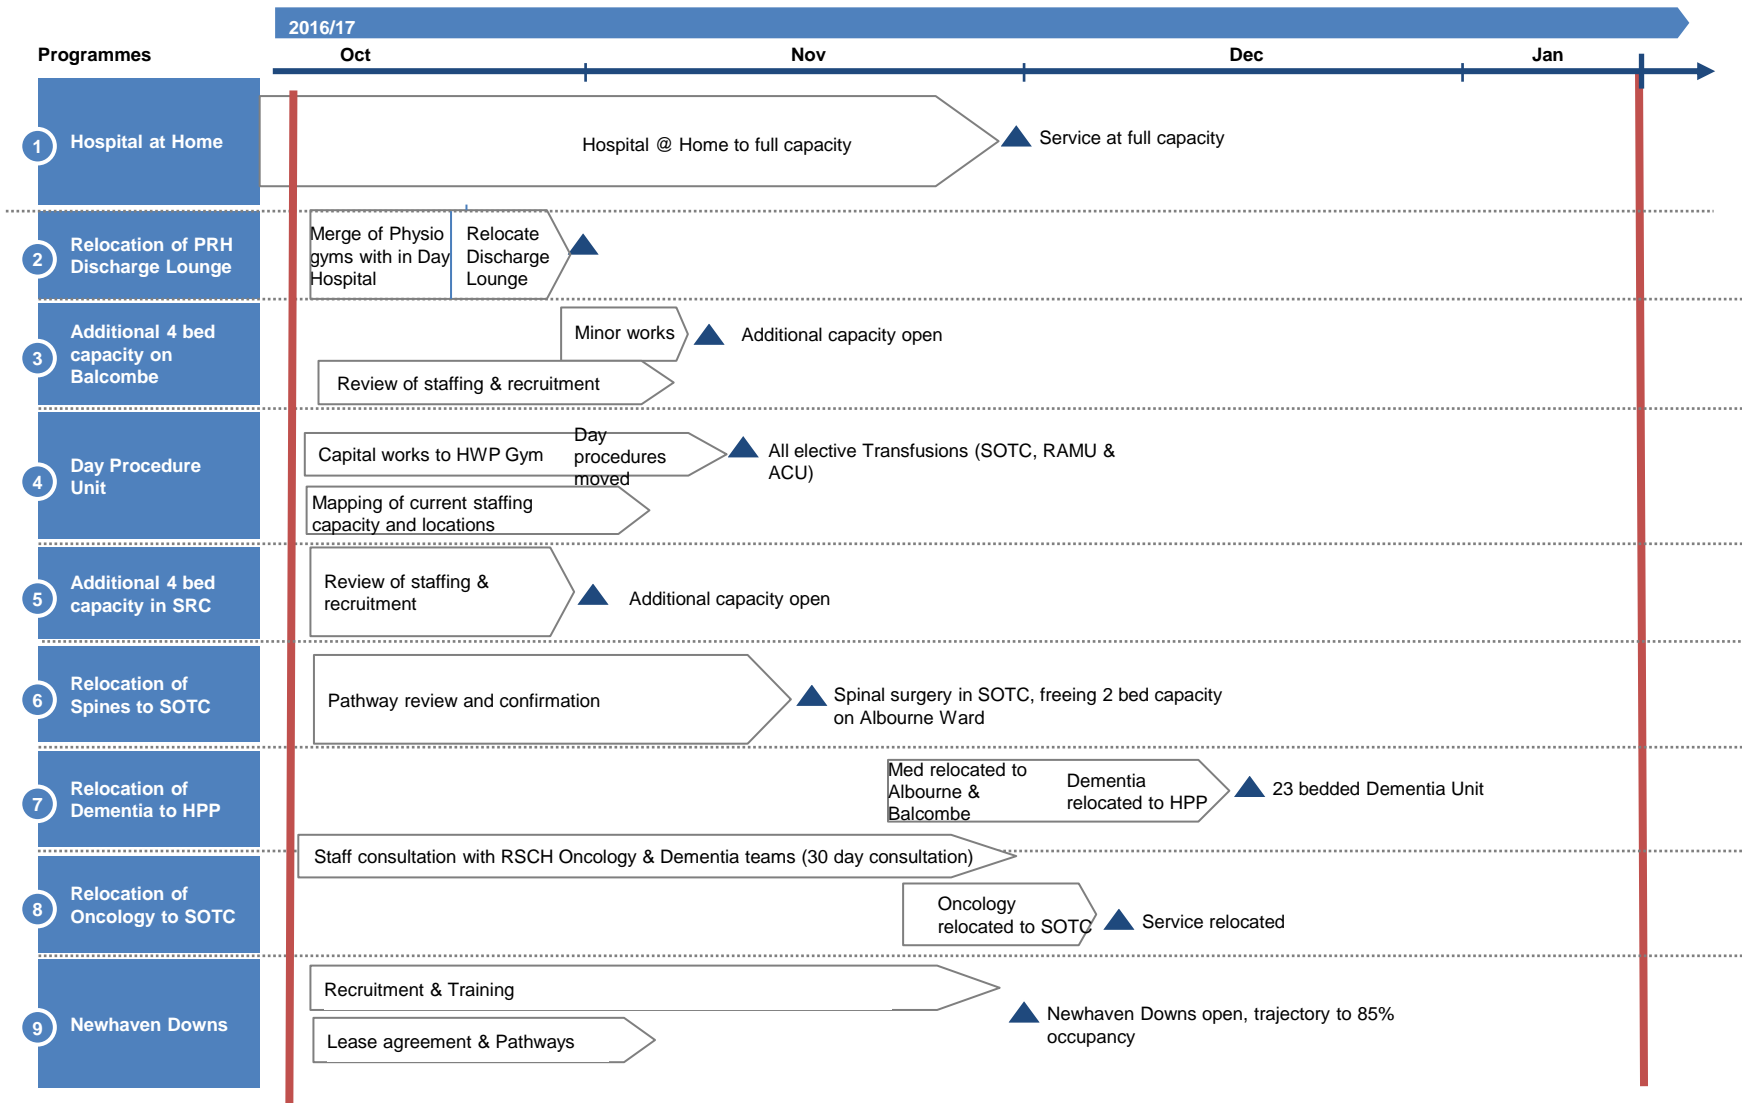 2016/17
Programmes
Oct
Nov
Dec
Jan
1
Hospital at Home
Hospital @ Home to full capacity
Service at full capacity
2
Relocation of PRH
Discharge Lounge
Merge of Physio
gyms with in Day
Hospital
Relocate
Discharge
Lounge
3
Additional 4 bed
capacity on
Balcombe
Minor works
Additional capacity open
Review of staffing & recruitment
4
Day Procedure
Unit
Capital works to HWP Gym
Day
procedures
moved
All elective Transfusions (SOTC, RAMU &
ACU)
Mapping of current staffing
capacity and locations
5
Additional 4 bed
capacity in SRC
Review of staffing &
recruitment
Additional capacity open
6
Relocation of
Spines to SOTC
Pathway review and confirmation
Spinal surgery in SOTC, freeing 2 bed capacity
on Albourne Ward
7
Relocation of
Dementia to HPP
Med relocated to
Albourne &
Balcombe
Dementia
relocated to HPP
23 bedded Dementia Unit
Staff consultation with RSCH Oncology & Dementia teams (30 day consultation)
8
Relocation of
Oncology to SOTC
Oncology
relocated to SOTC
Service relocated
9
Newhaven Downs
Recruitment & Training
Newhaven Downs open, trajectory to 85%
occupancy
Lease agreement & Pathways